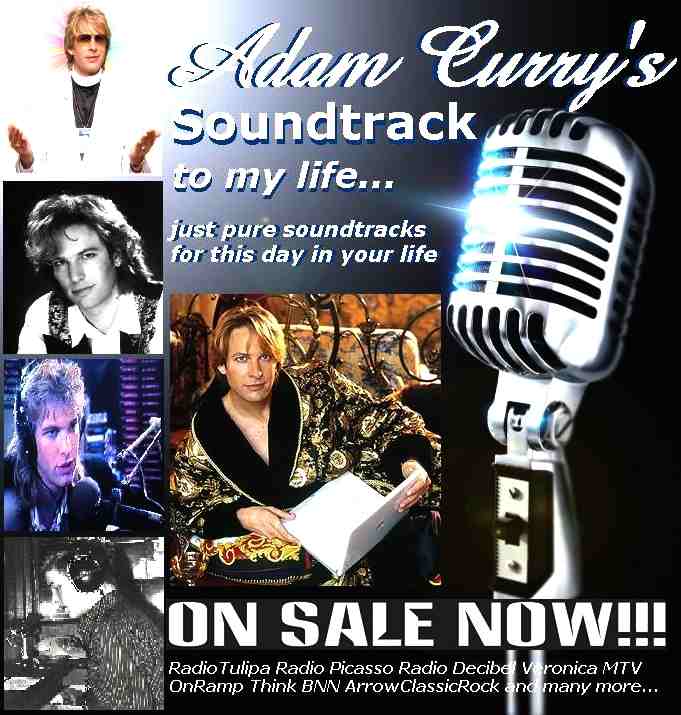 Adam Curry's
Soundtrack
to my life...
just pure soundtracks
for this day in your life
ON SALE NOW!!!
RadioTulipa Radio Picasso Radio Decibel Veronica MTV
OnRamp Think BNN ArrowClassicRock and many more...